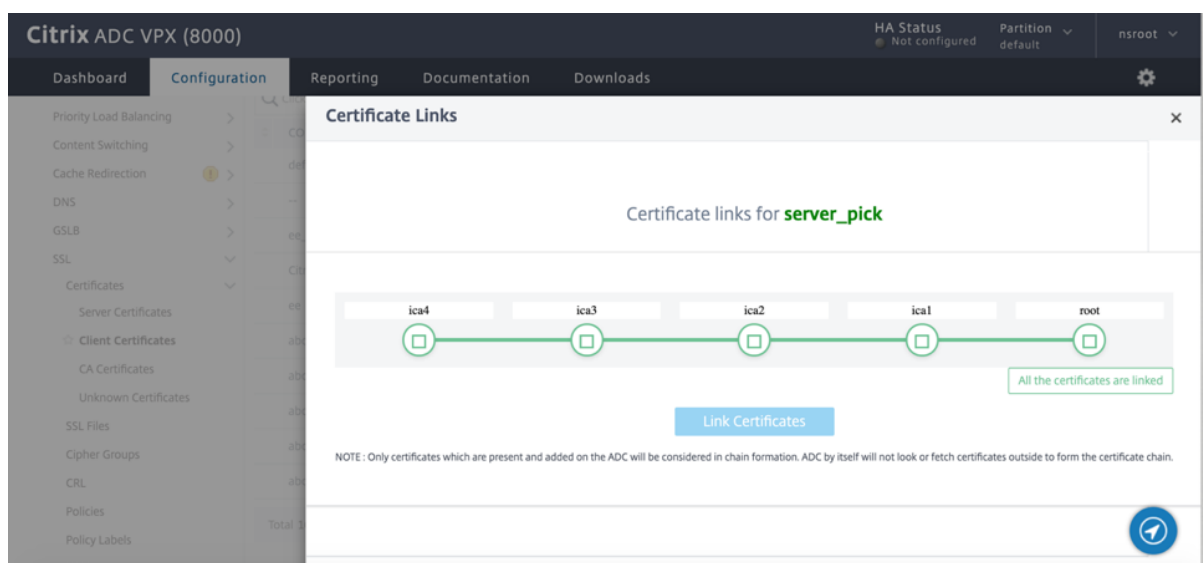 Citrix ADC VPX (8000)
HA Status
Not configured
Partition
default
nsroot
Dashboard
Configuration
Reporting
Documentation
Downloads
Priority Load Balancing
Content Switching
Cache Redirection
DNS
GSLB
SSL
Certificates
Server Certificates
Client Certificates
CA Certificates
Unknown Certificates
SSL Files
Cipher Groups
CRL
Policies
Policy Labels
Total
Certificate Links
×
Certificate links for server_pick
ica4
ica3
ica2
ica1
root
All the certificates are linked
Link Certificates
NOTE : Only certificates which are present and added on the ADC will be considered in chain formation. ADC by itself will not look or fetch certificates outside to form the certificate chain.